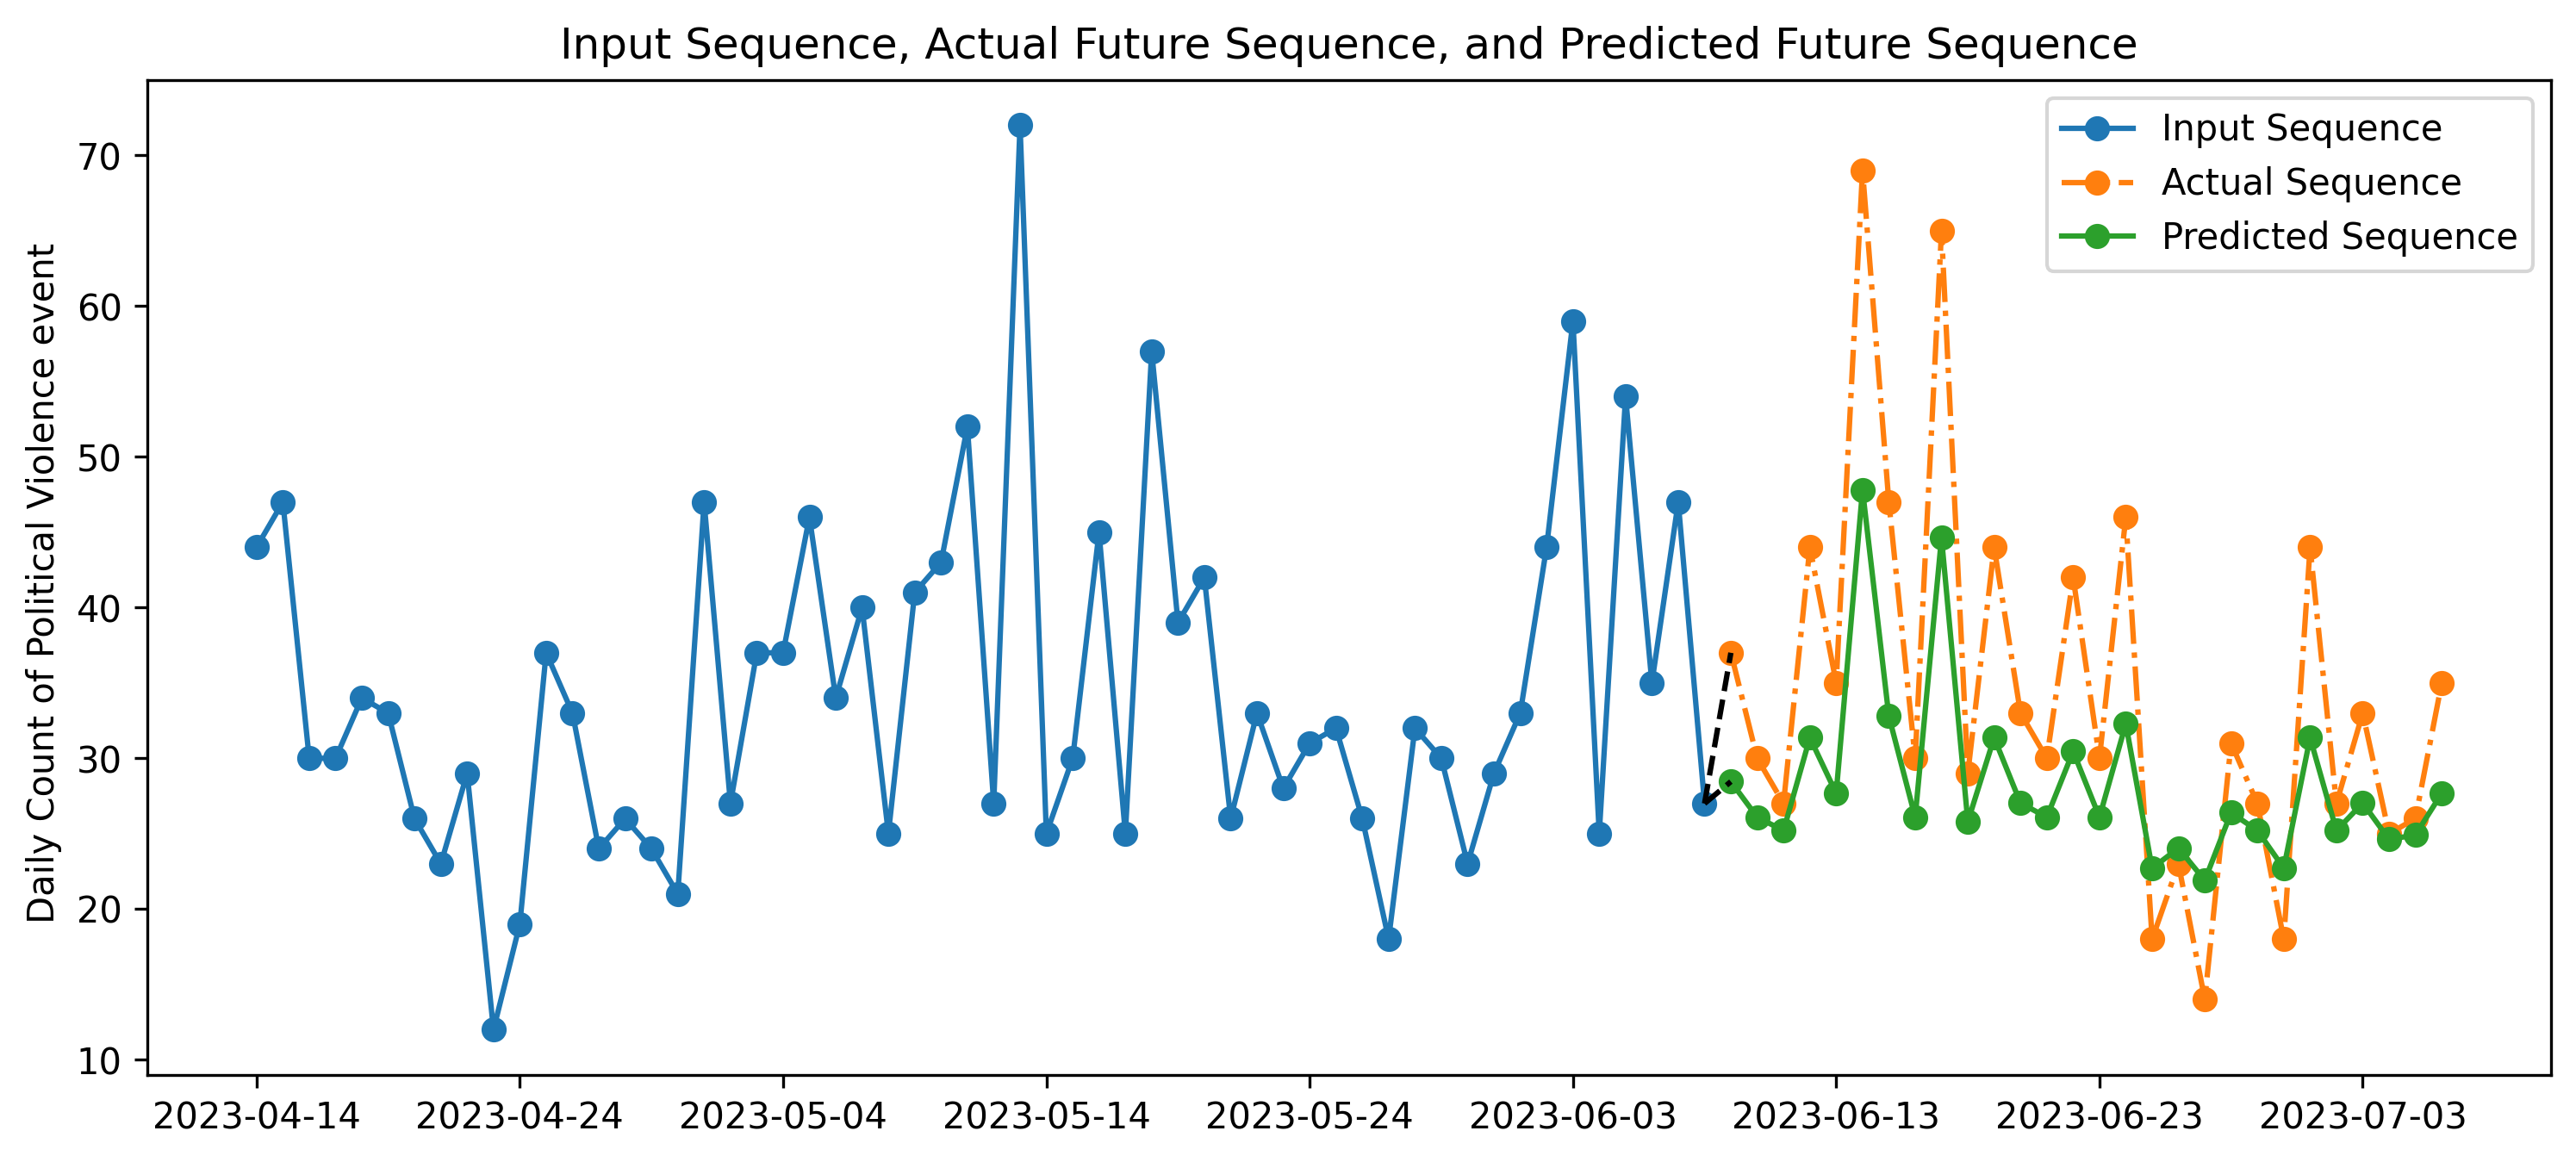 Input Sequence, Actual Future Sequence, and Predicted Future Sequence
Input Sequence
Actual Sequence
Predicted Sequence
Daily Count of Political Violence event
70
60
50
40
30
20
10
2023-04-14 2023-04-24 2023-05-04 2023-05-14 2023-05-24 2023-06-03 2023-06-13 2023-06-23 2023-07-03